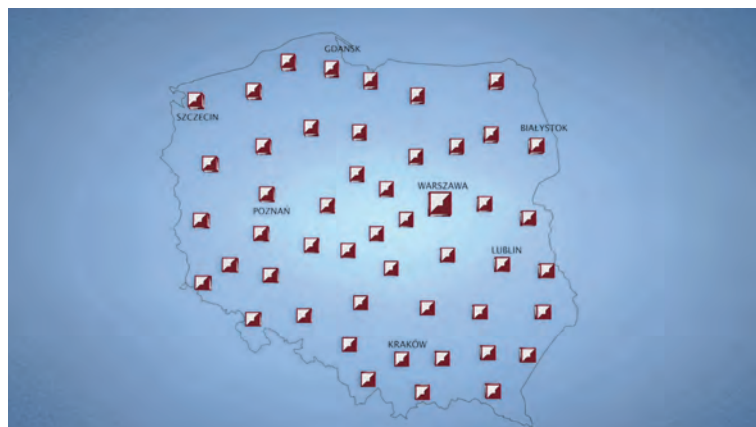 GDAŃSK
SZCZECIN
BIAŁYSTOK
WARSZAWA
POZNAŃ
LUBLIN
KRAKÓW